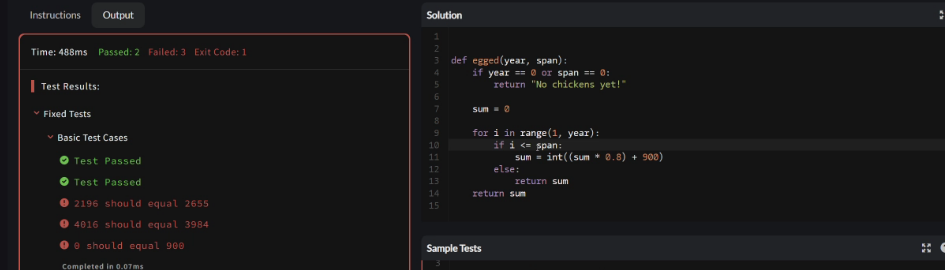 Instructions
Output
Time: 488ms Passed: 2 Failed: 3 Exit Code: 1
Test Results:
Fixed Tests
Basic Test Cases
Test Passed
Test Passed
2196 should equal 2655
4016 should equal 3984
0 should equal 900
Completed in 0.07ms
Solution
1
2
3 def egged(year, span):
4 if year == 0 or span == 0:
5 return "No chickens yet!"
6
7 sum = 0
8
9 for i in range(1, year):
10 if i <= span:
11 sum = int((sum * 0.8) + 900)
12 else:
13 return sum
14 return sum
15
Sample Tests
3